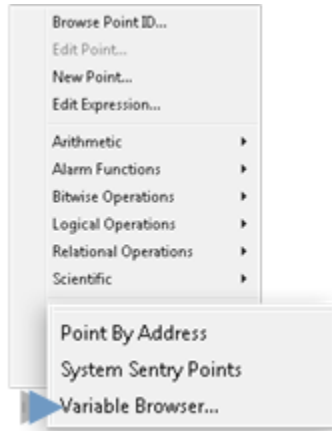 Browse Point ID...
Edit Point...
New Point...
Edit Expression...
Arithmetic
Alarm Functions
Bitwise Operations
Logical Operations
Relational Operations
Scientific
Point By Address
System Sentry Points
Variable Browser...